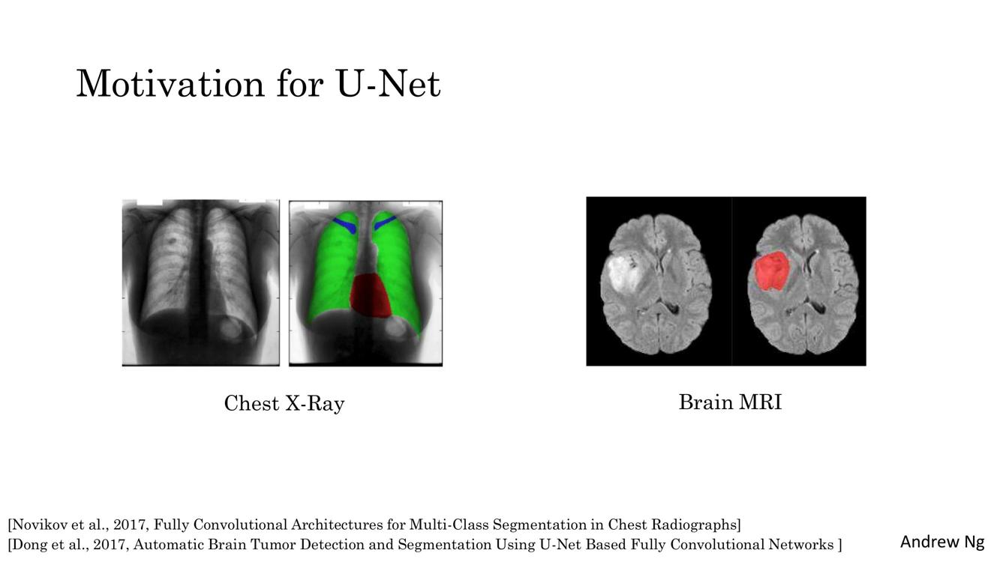 Motivation for U-Net
Chest X-Ray
Brain MRI
[Novikov et al., 2017, Fully Convolutional Architectures for Multi-Class Segmentation in Chest Radiographs]
[Dong et al., 2017, Automatic Brain Tumor Detection and Segmentation Using U-Net Based Fully Convolutional Networks ]
Andrew Ng